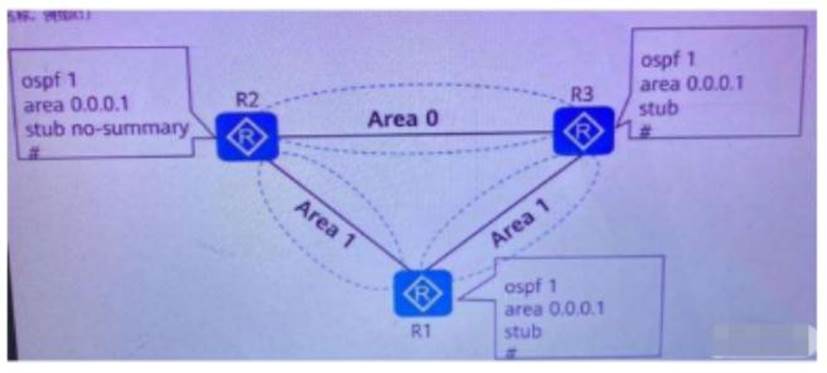 ospf 1
area 0.0.0.1
stub no-summary
#
R2
Area 0
R3
ospf 1
area 0.0.0.1
stub
#
Area 1
Area 1
R
R
R
R1
ospf 1
area 0.0.0.1
stub
#